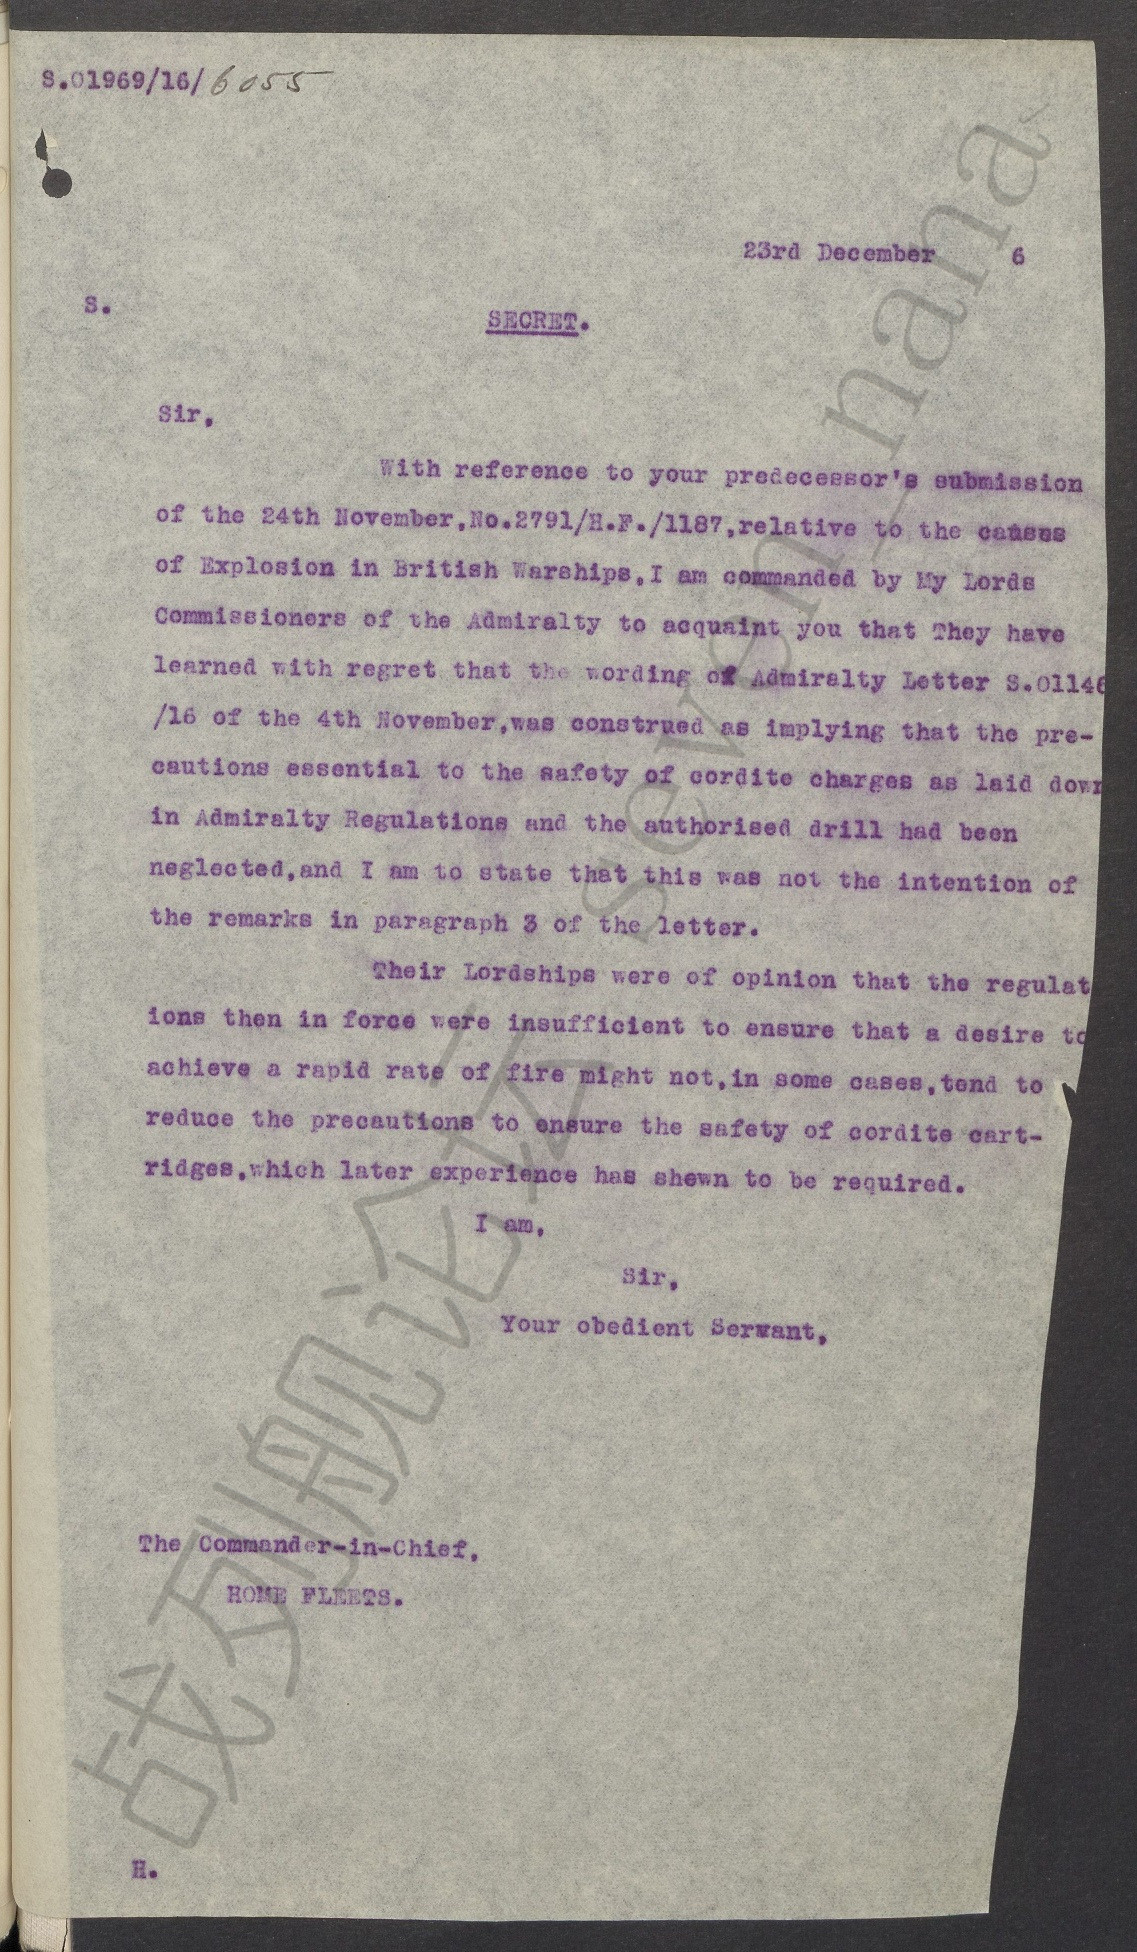 S.01969/16/6055
23rd December 6
S.
SECRET.
Sir,
With reference to your predecessor's submission
of the 24th November,No.2791/H.F./1187,relative to the causes
of Explosion in British Warships,I am commanded by My Lords
Commissioners of the Admiralty to acquaint you that They have
learned with regret that the wording of Admiralty Letter S.01146
/16 of the 4th November,was construed as implying that the pre-
cautions essential to the safety of cordite charges as laid down
in Admiralty Regulations and the authorised drill had been
neglected,and I am to state that this was not the intention of
the remarks in paragraph 3 of the letter.
Their Lordships were of opinion that the regulat
ions then in force were insufficient to ensure that a desire to
achieve a rapid rate of fire might not,in some cases,tend to
reduce the precautions to ensure the safety of cordite cart-
ridges,which later experience has shewn to be required.
I am,
Sir,
Your obedient Servant,
The Commander-in-Chief,
HOME FLEETS.
H.
战列舰论坛 sevsn_nana